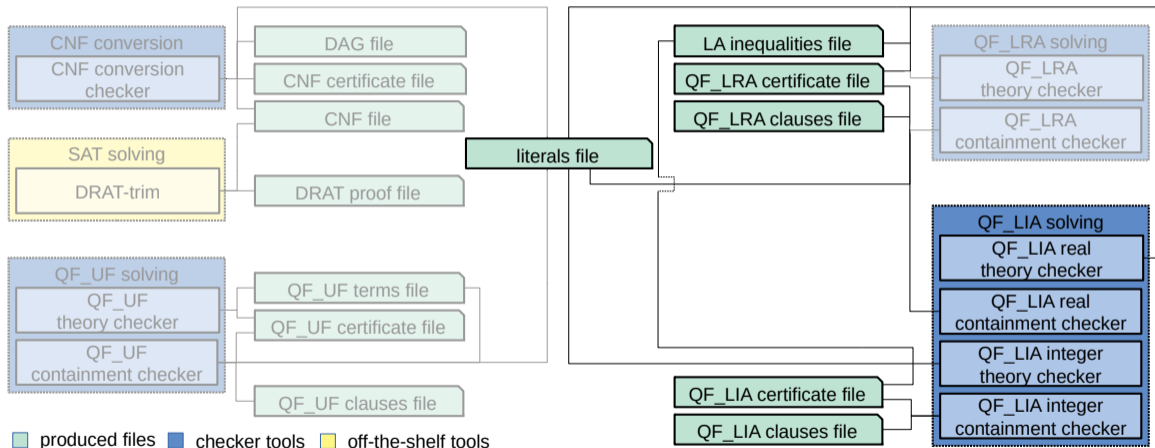 CNF conversion
CNF conversion
checker
DAG file
CNF certificate file
CNF file
SAT solving
DRAT-trim
DRAT proof file
QF_UF solving
QF_UF
theory checker
QF_UF
containment checker
QF_UF terms file
QF_UF certificate file
QF_UF clauses file
literals file
LA inequalities file
QF_LRA certificate file
QF_LRA clauses file
QF_LRA solving
QF_LRA
theory checker
QF_LRA
containment checker
QF_LIA solving
QF_LIA real
theory checker
QF_LIA real
containment checker
QF_LIA integer
theory checker
QF_LIA integer
containment checker
QF_LIA certificate file
QF_LIA clauses file
produced files
checker tools
off-the-shelf tools